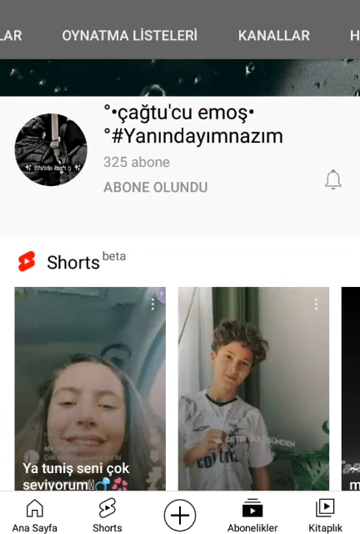 LAR OYNATMA LİSTELERİ KANALLAR H
°•çağtu'cu emoş•
°#Yanındayımnazım
325 abone
ABONE OLUNDU
Shorts beta
Ya tuniş seni çok
seviyorum
Ana Sayfa Shorts Abonelikler Kitaplık